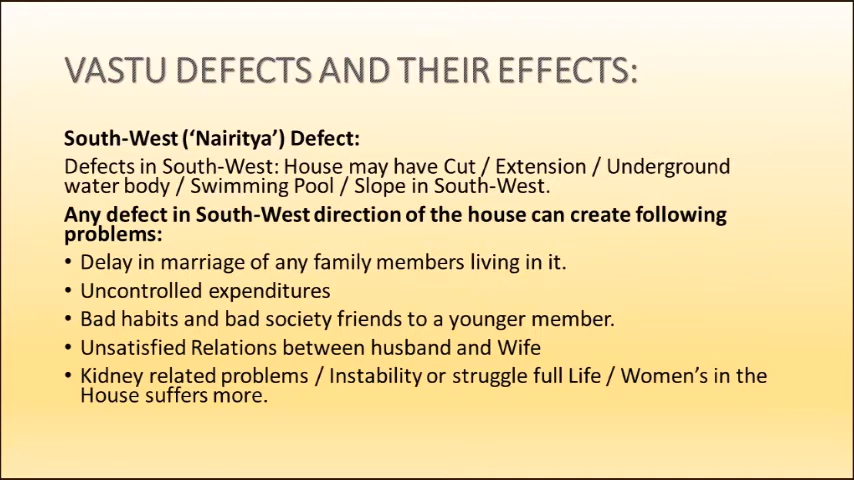 VASTU DEFECTS AND THEIR EFFECTS:
South-West (‘Nairitya’) Defect:
Defects in South-West: House may have Cut / Extension / Underground
water body / Swimming Pool / Slope in South-West.
Any defect in South-West direction of the house can create following
problems:
• Delay in marriage of any family members living in it.
• Uncontrolled expenditures
• Bad habits and bad society friends to a younger member.
• Unsatisfied Relations between husband and Wife
• Kidney related problems / Instability or struggle full Life / Women’s in the
House suffers more.